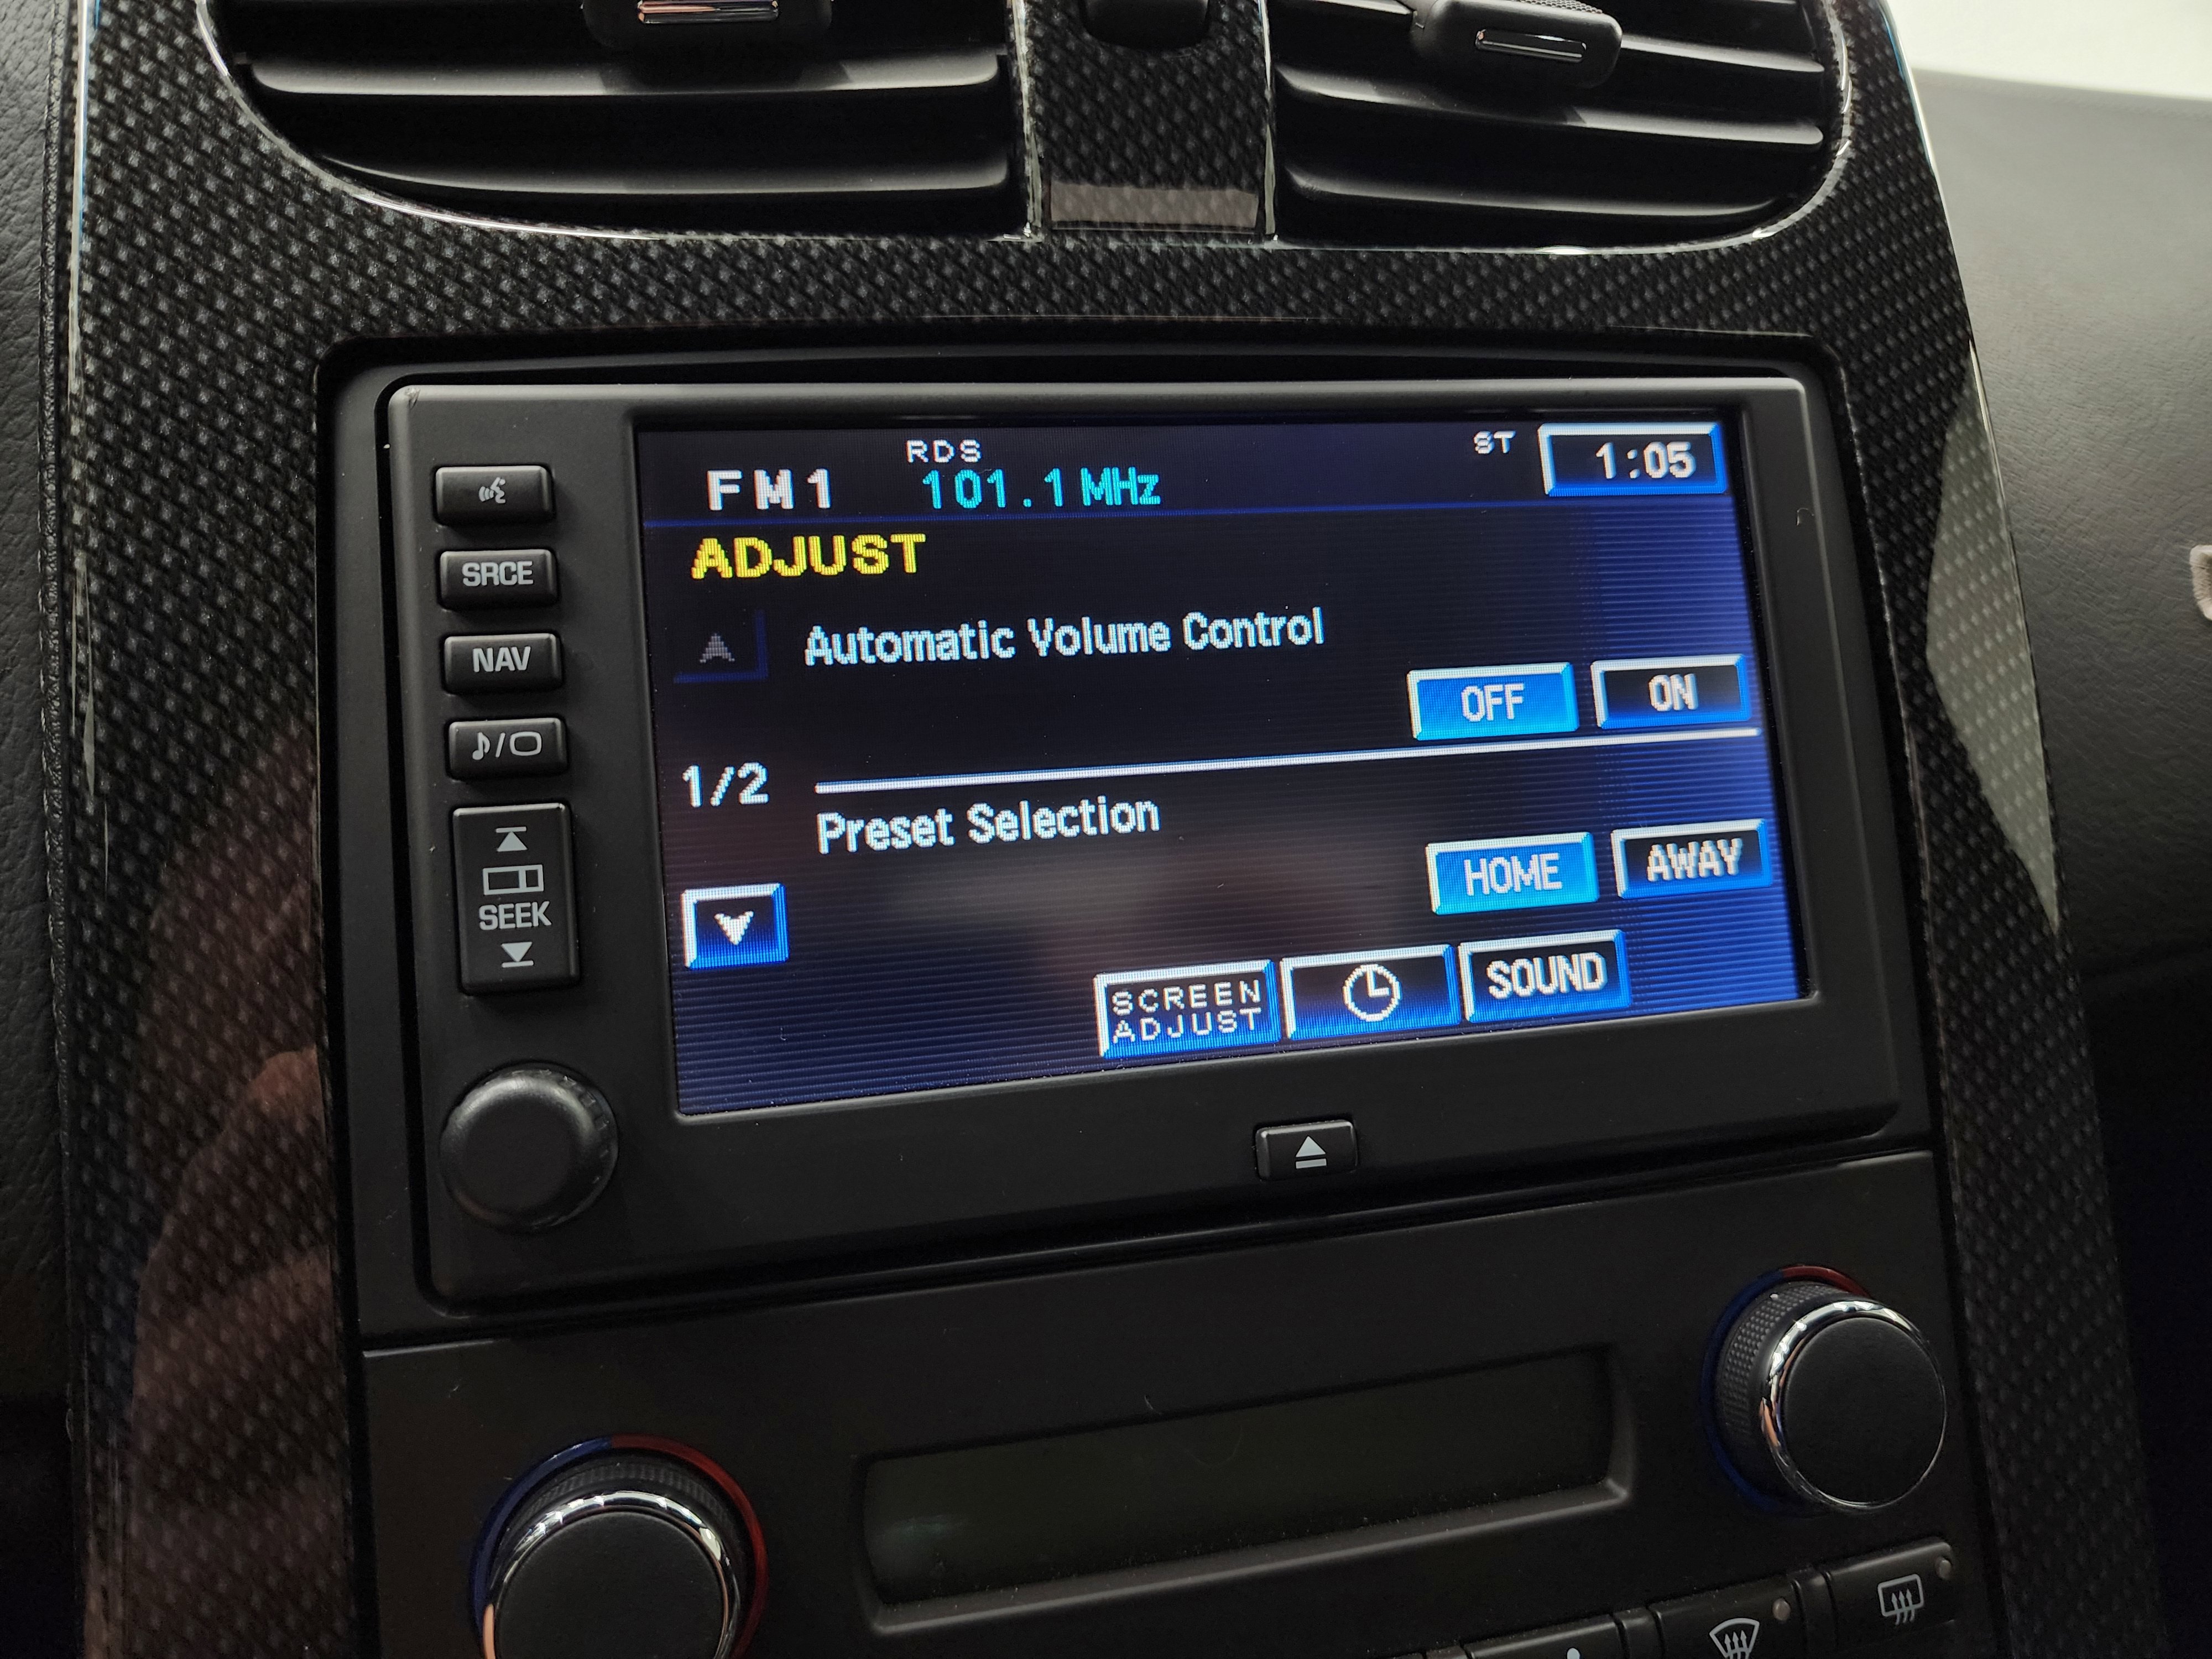 RDS
ST
1:05
FM1
101.1 MHz
ADJUST
Automatic Volume Control
OFF
ON
1/2
Preset Selection
HOME
AWAY
SCREEN
ADJUST
SOUND
SRCE
NAV
SEEK